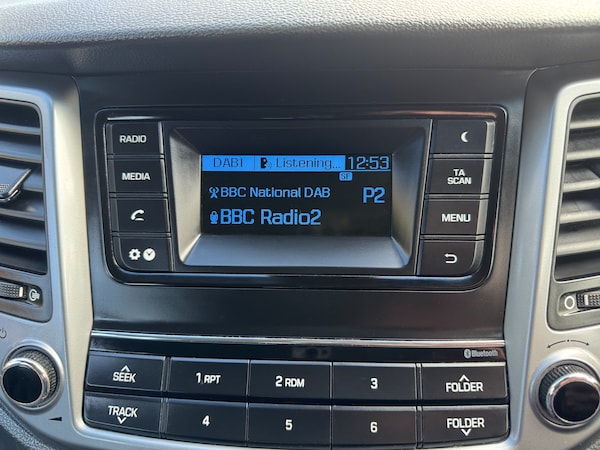 RADIO
MEDIA
DAB1 Listening... 12:53
SF
BBC National DAB P2
BBC Radio2
TA
SCAN
MENU
Bluetooth
SEEK 1 RPT 2 RDM 3 FOLDER
TRACK 4 5 6 FOLDER